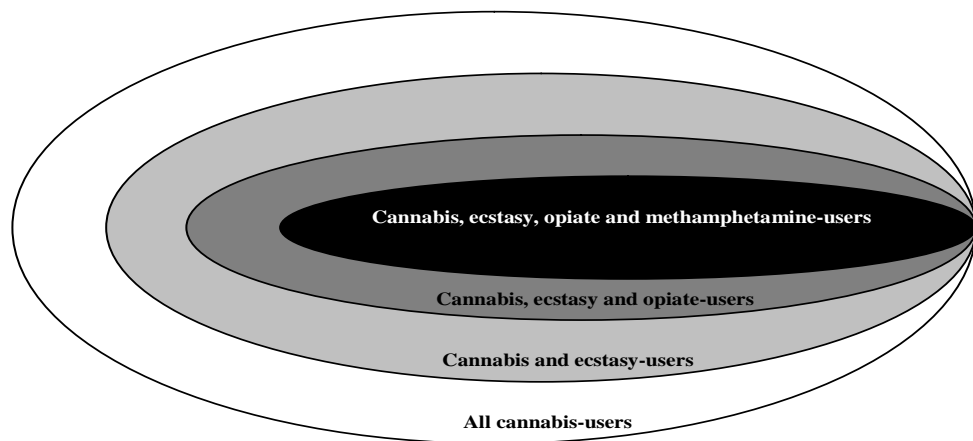 Cannabis, ecstasy, opiate and methamphetamine-users
Cannabis, ecstasy and opiate-users
Cannabis and ecstasy-users
All cannabis-users